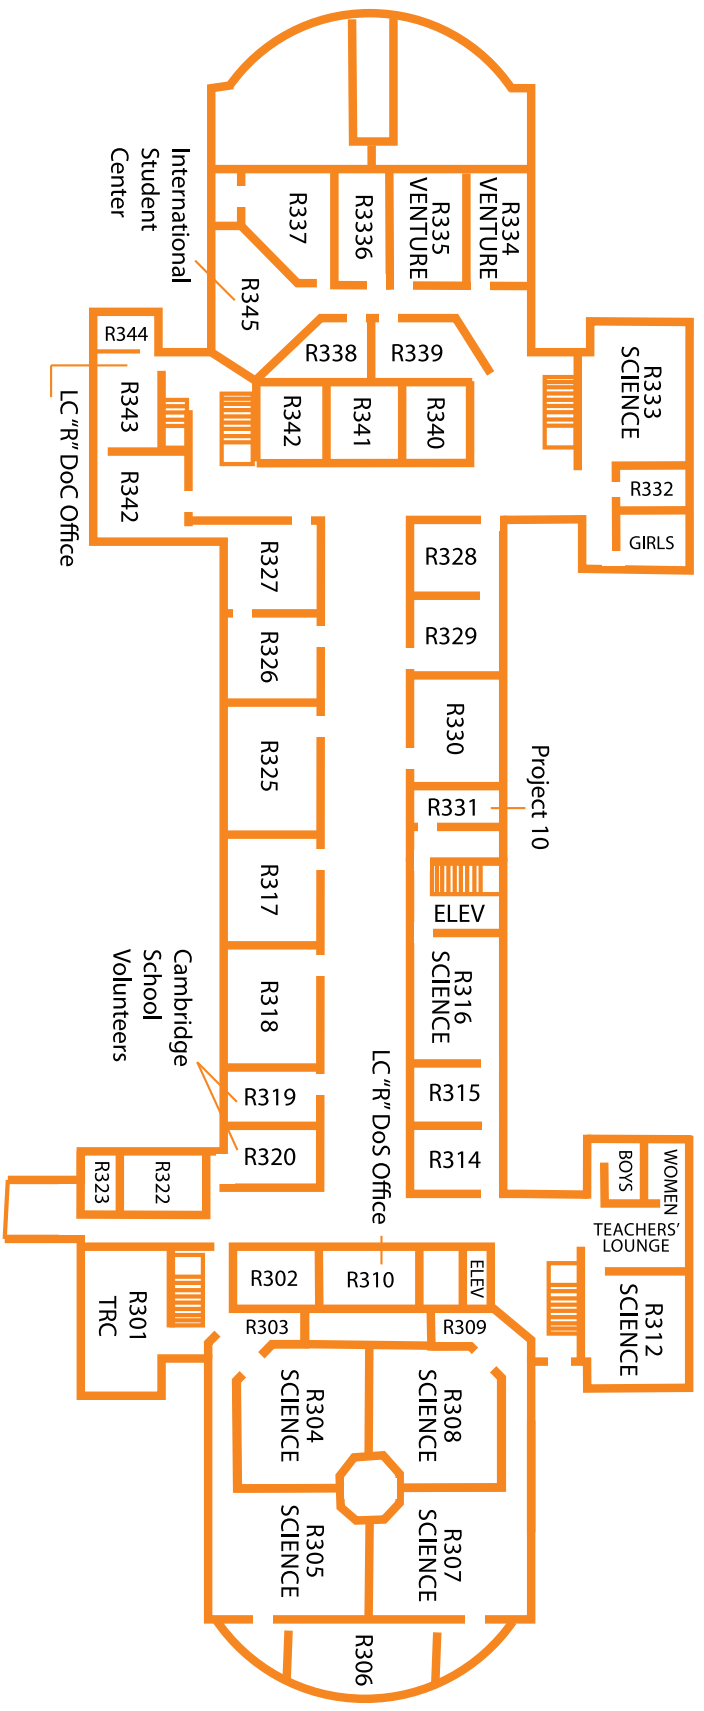 International
Student
Center
R337
R3336
R335
VENTURE
R334
VENTURE
R345
R344
R338
R339
R333
SCIENCE
R343
R342
R341
R340
LC “R” DoC Office
R342
R332
GIRLS
R327
R328
R326
R329
R325
R330
Project 10
R331
R317
ELEV
Cambridge
School
Volunteers
R318
R316
SCIENCE
R319
R315
LC “R” DoS Office
R320
R314
R323
R322
BOYS
WOMEN
TEACHERS’
LOUNGE
R302
R310
ELEV
R301
TRC
R303
R309
R312
SCIENCE
R304
SCIENCE
R308
SCIENCE
R305
SCIENCE
R307
SCIENCE
R306